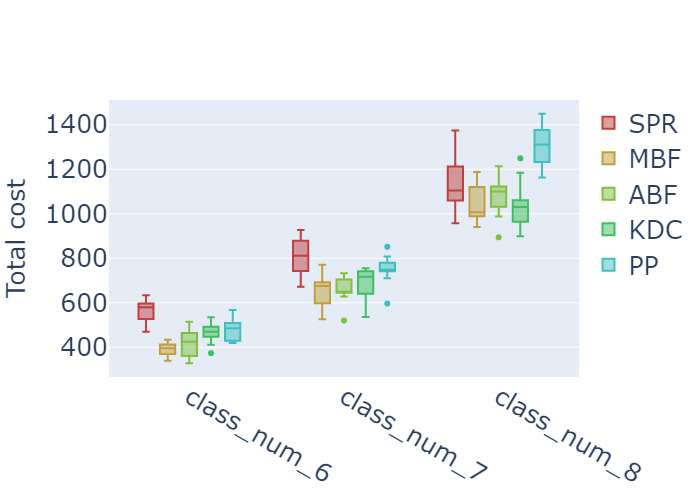 Total cost
1400
1200
1000
800
600
400
class_num_6
class_num_7
class_num_8
SPR
MBF
ABF
KDC
PP